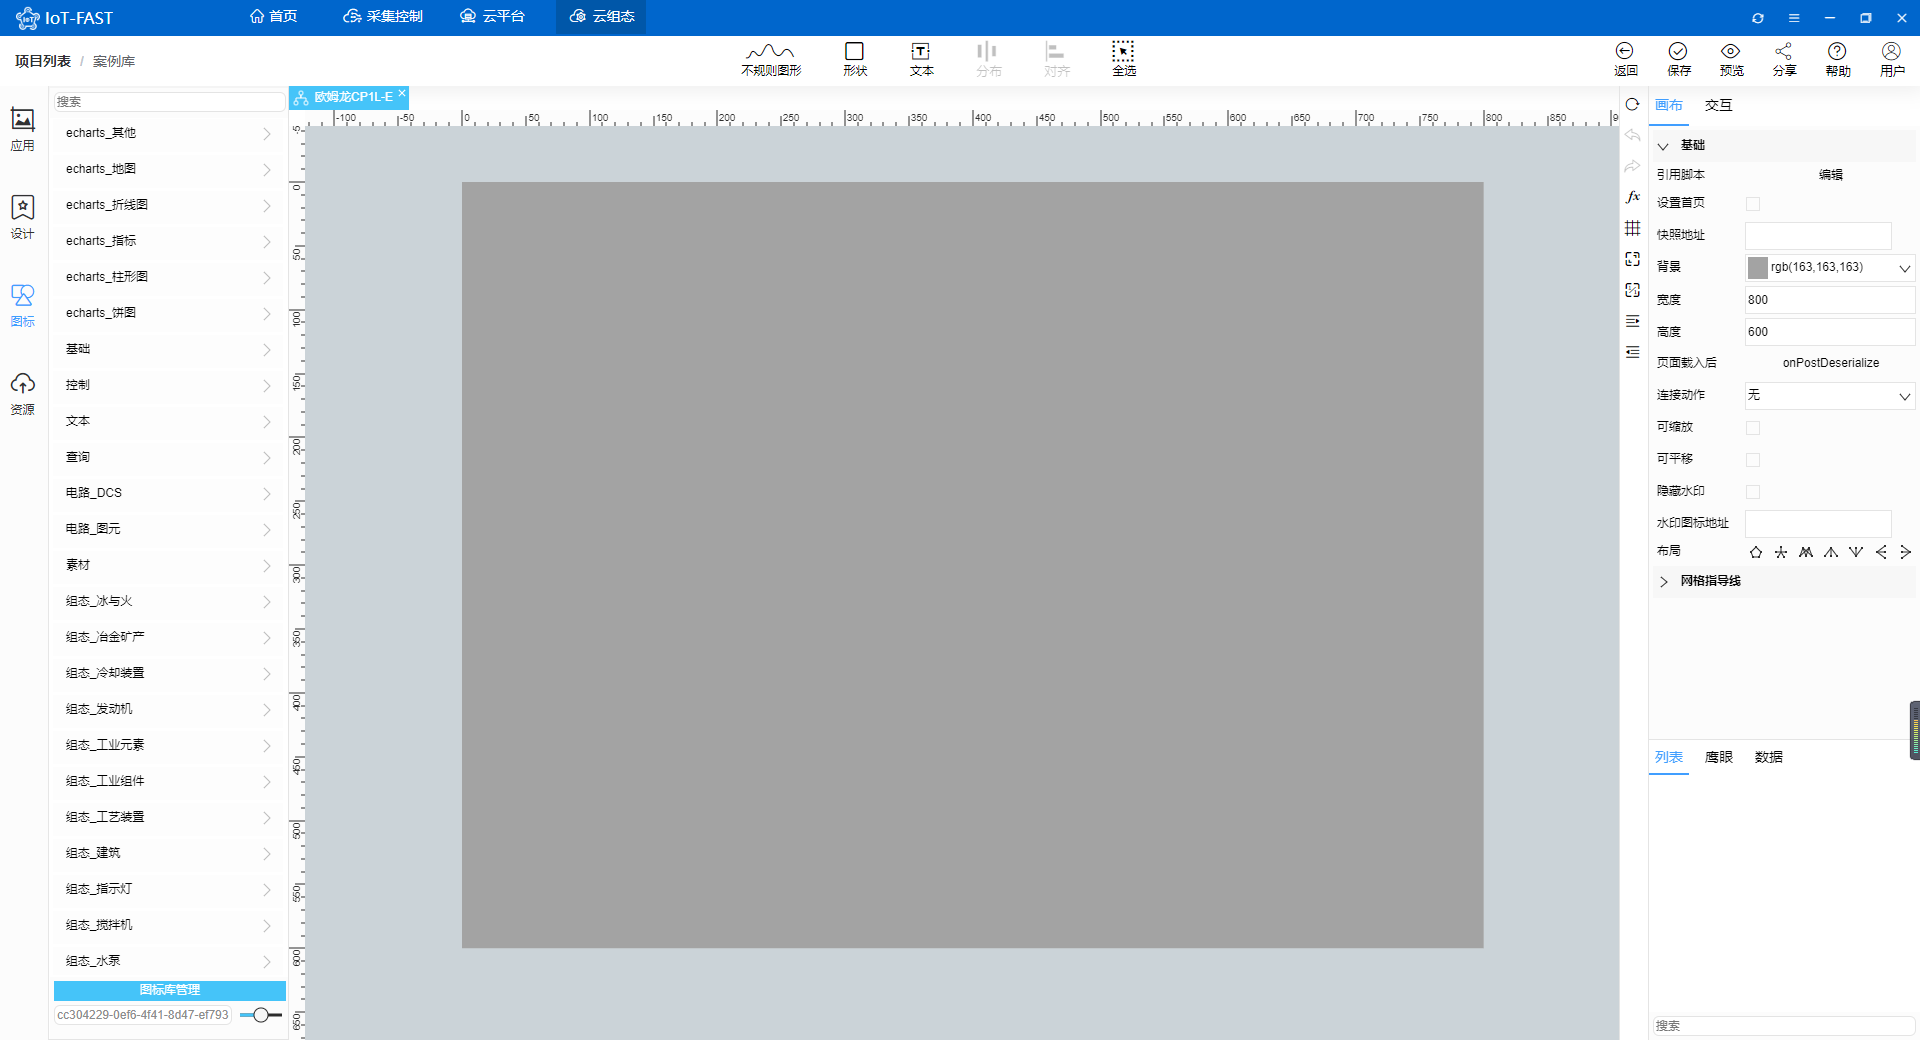 IoT-FAST
首页
采集控制
云平台
云组态
项目列表 / 案例库
不规则图形
形状
文本
分布
对齐
全选
返回
保存
预览
分享
帮助
用户
应用
设计
图标
资源
搜索
echarts_其他
echarts_地图
echarts_折线图
echarts_指标
echarts_柱形图
echarts_饼图
基础
控制
文本
查询
电路_DCS
电路_图元
素材
组态_冰与火
组态_冶金矿产
组态_冷却装置
组态_发动机
组态_工业元素
组态_工业组件
组态_工艺装置
组态_建筑
组态_指示灯
组态_搅拌机
组态_水泵
图标库管理
cc304229-0ef6-4f41-8d47-ef793
欧姆龙CP1L-E
-100 -50 0 50 100 150 200 250 300 350 400 450 500 550 600 650 700 750 800 850 9
-5
0
50
100
150
200
250
300
350
400
450
500
550
600
650
fx
画布 交互
基础
引用脚本 编辑
设置首页
快照地址
背景 rgb(163,163,163)
宽度 800
高度 600
页面载入后 onPostDeserialize
连接动作 无
可缩放
可平移
隐藏水印
水印图标地址
布局
网格指导线
列表 鹰眼 数据
搜索